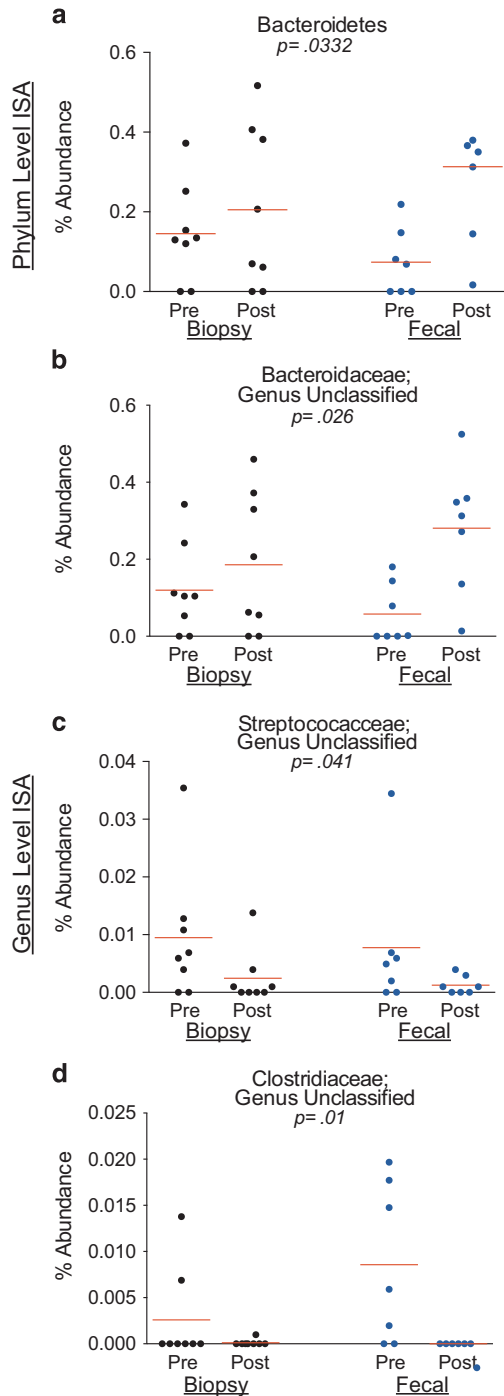 a
Bacteroidetes
p= .0332
Phylum Level ISA
% Abundance
0.6
0.4
0.2
0.0
Pre Post Pre Post
Biopsy Fecal
b
Bacteroidaceae;
Genus Unclassified
p= .026
% Abundance
0.6
0.4
0.2
0.0
Pre Post Pre Post
Biopsy Fecal
Genus Level ISA
c
Streptococacceae;
Genus Unclassified
p= .041
% Abundance
0.04
0.03
0.02
0.01
0.00
Pre Post Pre Post
Biopsy Fecal
d
Clostridiaceae;
Genus Unclassified
p= .01
% Abundance
0.025
0.020
0.015
0.010
0.005
0.000
Pre Post Pre Post
Biopsy Fecal